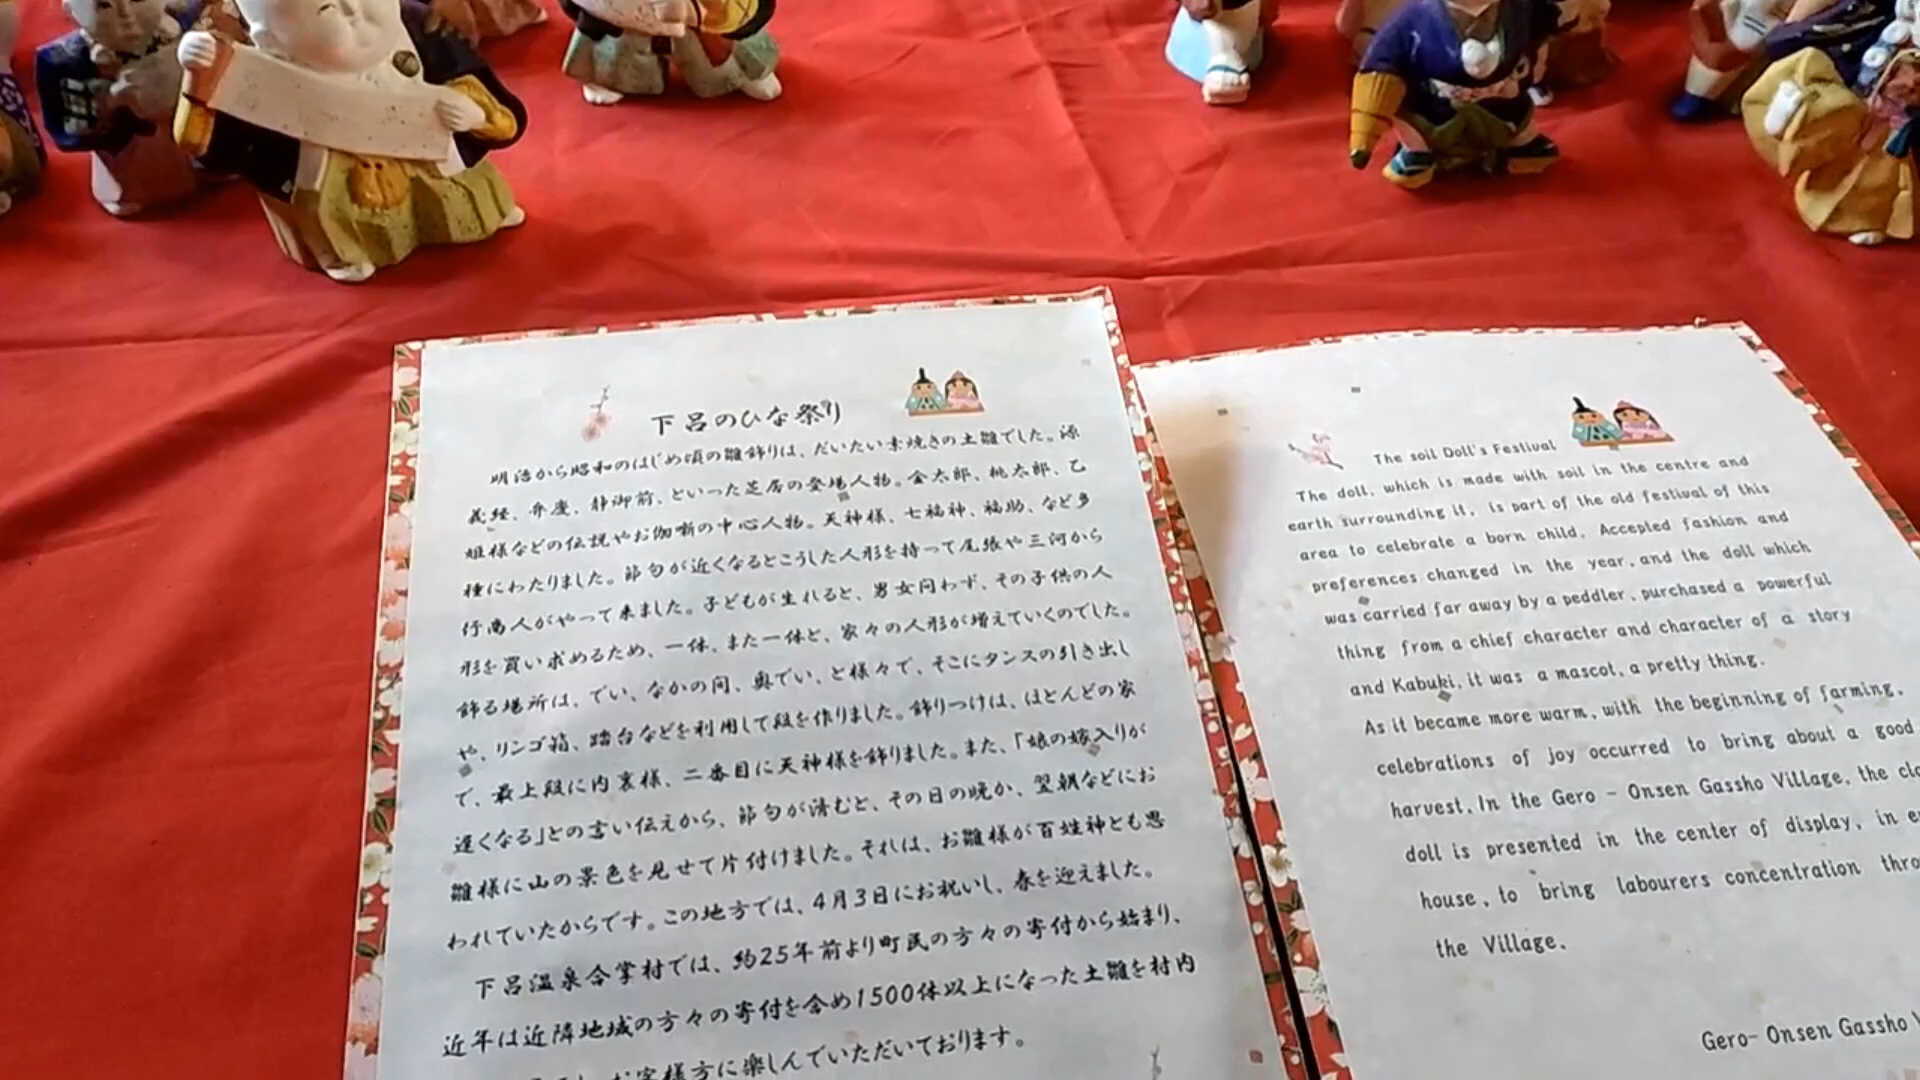 下呂のひな祭り
明治から昭和のはじめ頃の雛飾りは、だいたい素焼きの土雛でした。源
義経、弁慶、静御前、といった芝居の登場人物。金太郎、桃太郎、乙
姫様などの伝説やお伽噺の中心人物。天神様、七福神、福助、など多
種にわたりました。節句が近くなるとこうした人形を持って尾張や三河から
行商人がやって来ました。子どもが生れると、男女問わず、その子供の人
形を買い求めるため、一体、また一体と、家々の人形が増えていくのでした。
飾る場所は、でい、なかの間、奥でい、と様々で、そこにタンスの引き出し
や、リンゴ箱、踏台などを利用して段を作りました。飾りつけは、ほとんどの家
で、最上段に内裏様、二番目に天神様を飾りました。また、「娘の嫁入りが
遅くなる」との言い伝えから、節句が済むと、その日の晩か、翌朝などにお
雛様に山の景色を見せて片付けました。それは、お雛様が百姓神とも思
われていたからです。この地方では、4月3日にお祝いし、春を迎えました。
下呂温泉合掌村では、約25年前より町民の方々の寄付から始まり、
近年は近隣地域の方々の寄付を含め1500体以上になった土雛を村内
お客様方に楽しんでいただいております。
The soil Doll's Festival
The doll, which is made with soil in the centre and
earth surrounding it, is part of the old festival of this
area to celebrate a born child. Accepled fashion and
preferences changed in the year, and the doll which
was carried far away by a peddler, purchased a powerful
thing from a chief character and character of a story
and Kabuki, it was a mascot, a pretty thing.
As it became more warm, with the beginning of farming,
celebrations of joy occurred to bring about a good
harvest. In the Gero - Onsen Gassho Village, the
doll is presented in the center of display, in
house, to bring labourers concentration
the Village.
Gero- Onsen Gassho